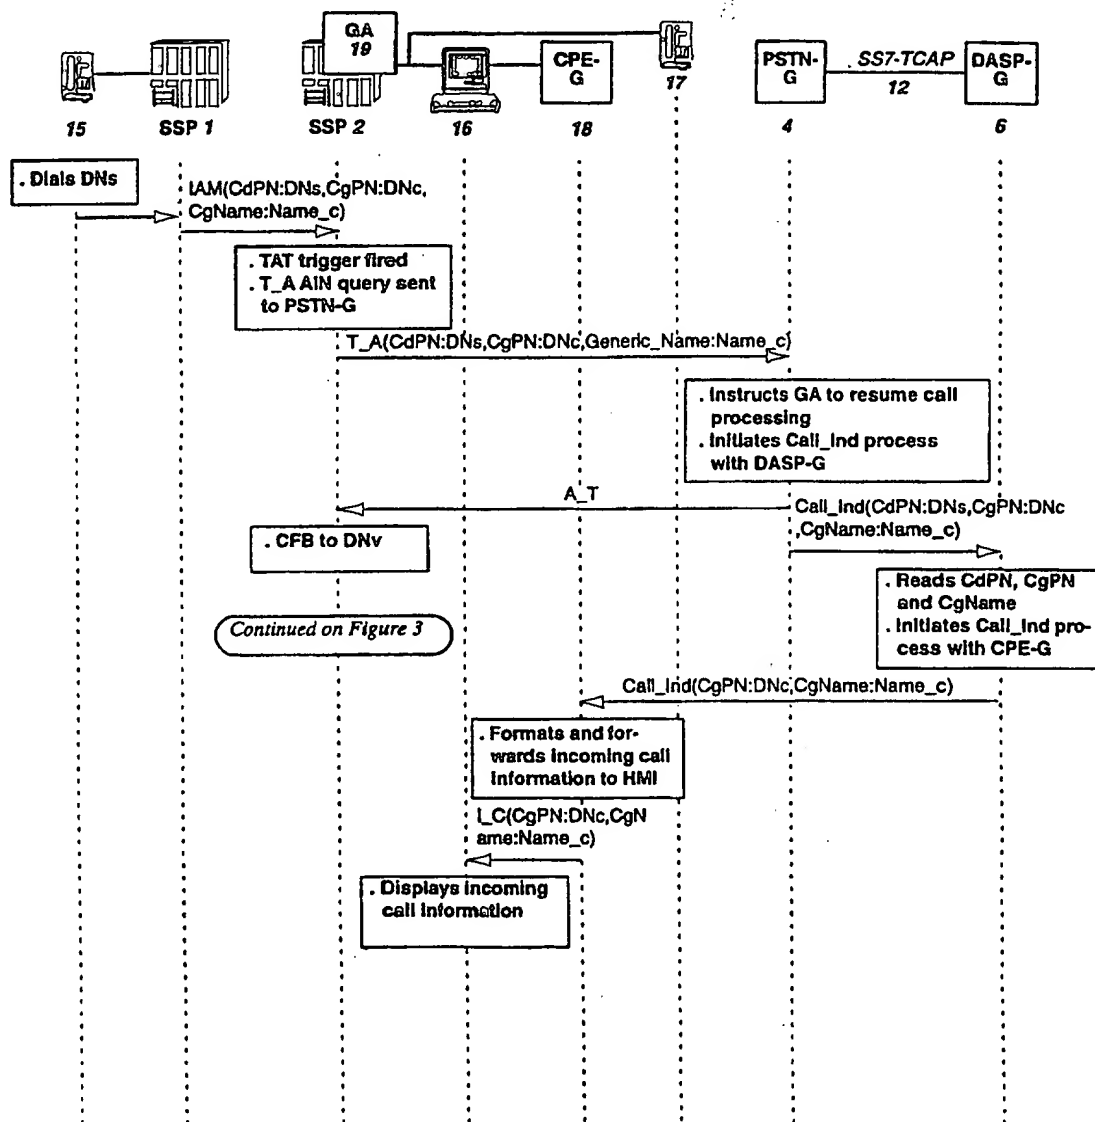 GA
19
CPE-
G
PSTN-
G
SS7-TCAP
DASP-
G
15
SSP 1
SSP 2
16
18
17
4
12
6
. Dials DNs
IAM(CdPN:DNs,CgPN:DNc,
CgName:Name_c)
. TAT trigger fired
. T_A AIN query sent
to PSTN-G
T_A(CdPN:DNs,CgPN:DNc,Generic_Name:Name_c)
. Instructs GA to resume call
processing
. Initiates Call_Ind process
with DASP-G
A_T
Call_Ind(CdPN:DNs,CgPN:DNc
,CgName:Name_c)
. CFB to DNv
. Reads CdPN, CgPN
and CgName
. Initiates Call_Ind pro-
cess with CPE-G
Continued on Figure 3
Call_Ind(CgPN:DNc,CgName:Name_c)
. Formats and for-
wards incoming call
Information to HMI
I_C(CgPN:DNc,CgN
ame:Name_c)
. Displays incoming
call Information